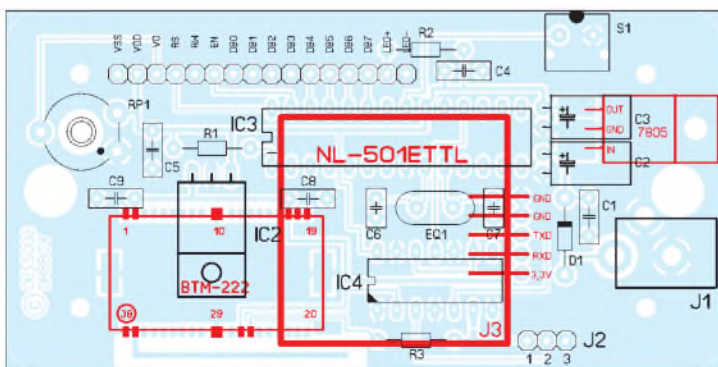 VSS VDD VO RS RW EN DB0 DB1 DB2 DB3 DB4 DB5 DB6 DB7 LED+ LED-
R2
S1
C4
RP1
R1
IC3
NL-501ETTL
C3
OUT
GND
7805
IN
C2
C5
C9
C8
C6
EQ1
C7
GND
GND
TXD
RXD
3,3V
C1
D1
1
10
IC2
19
BTM-222
IC4
38
29
20
J3
R3
J1
J2
1 2 3